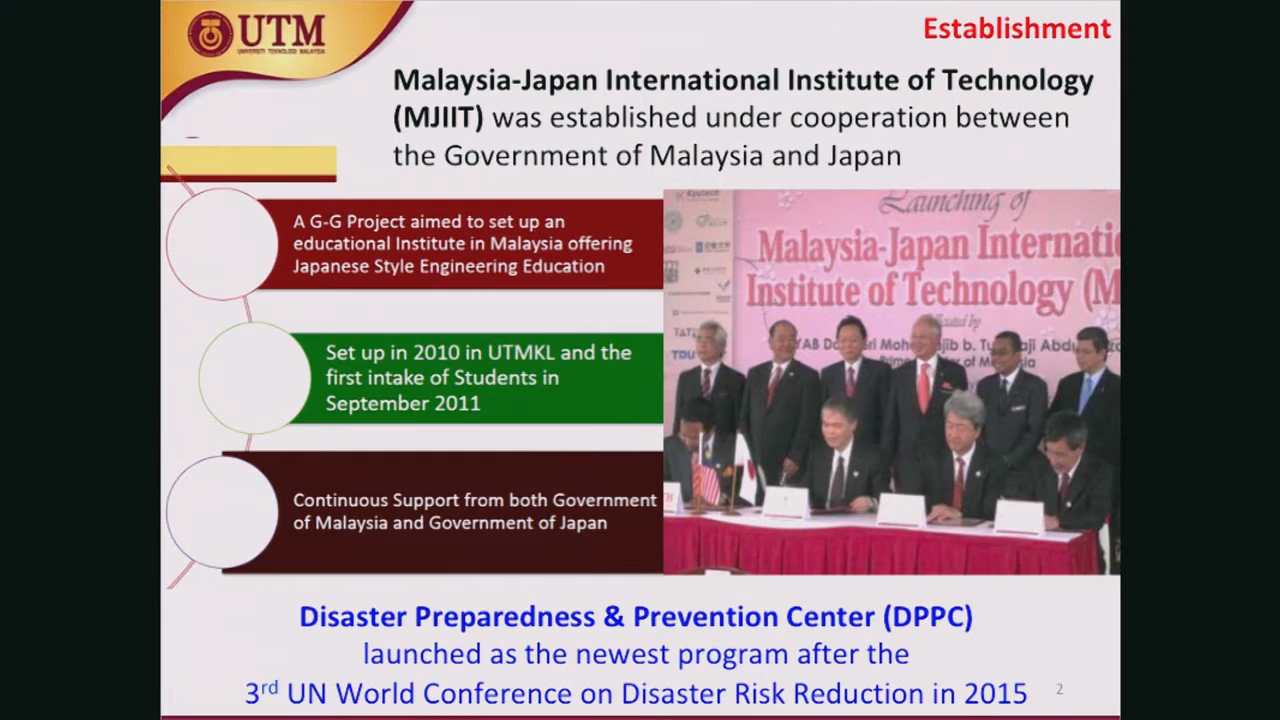 UTM
UNIVERSITI TEKNOLOGI MALAYSIA
Establishment
Malaysia-Japan International Institute of Technology
(MJIIT) was established under cooperation between
the Government of Malaysia and Japan
A G-G Project aimed to set up an
educational Institute in Malaysia offering
Japanese Style Engineering Education
Set up in 2010 in UTMKL and the
first intake of Students in
September 2011
Continuous Support from both Government
of Malaysia and Government of Japan
Launching of
Malaysia-Japan Internati
Institute of Technology (M
YAB
Disaster Preparedness & Prevention Center (DPPC)
launched as the newest program after the
3rd UN World Conference on Disaster Risk Reduction in 2015
2